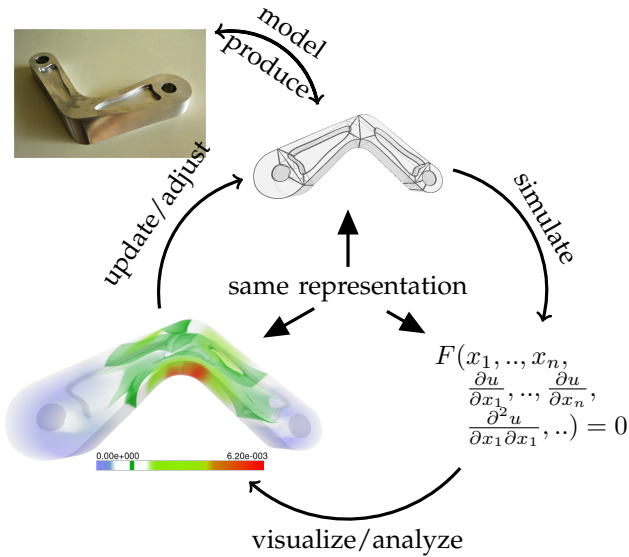 model
produce
update/adjust
simulate
same representation
F(x₁, .., xₙ,
∂u/∂x₁, .., ∂u/∂xₙ,
∂²u/∂x₁∂x₁, ..) = 0
0.00e+000 6.20e-003
visualize/analyze